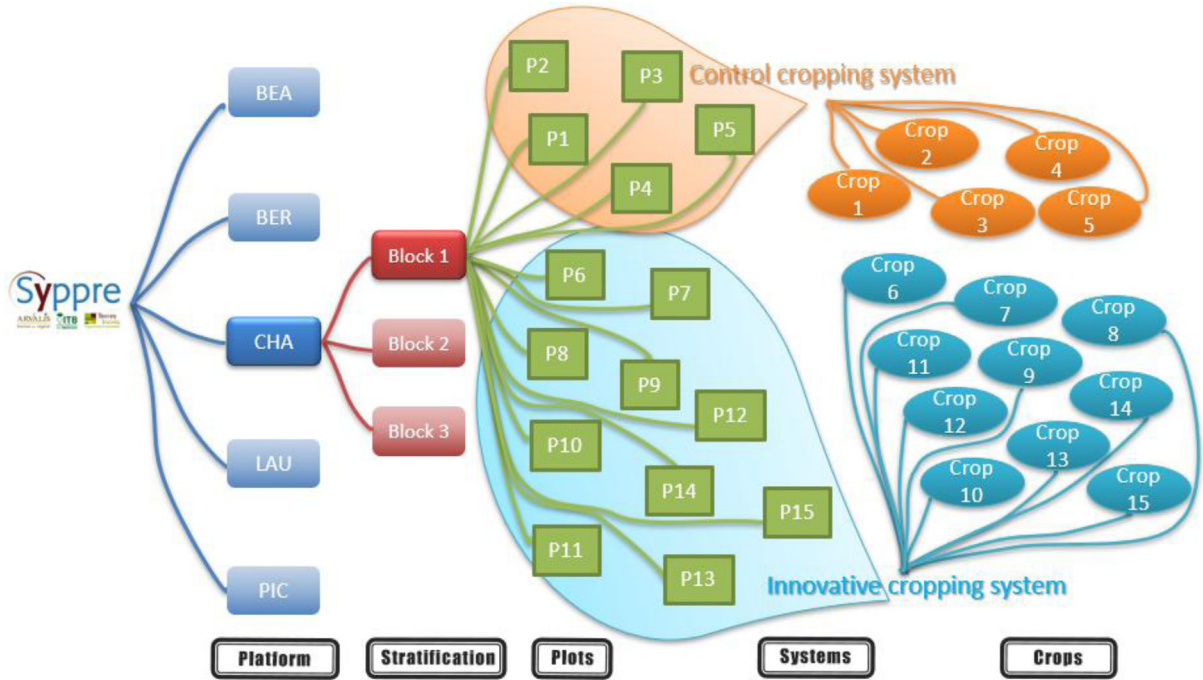 Syppre
ARVALIS
ITB
Terres
Inovia
BEA
BER
CHA
LAU
PIC
Block 1
Block 2
Block 3
P2
P3
P1
P5
P4
P6
P7
P8
P9
P12
P10
P14
P15
P11
P13
Control cropping system
Crop
2
Crop
4
Crop
1
Crop
3
Crop
5
Crop
6
Crop
7
Crop
8
Crop
11
Crop
9
Crop
14
Crop
12
Crop
13
Crop
10
Crop
15
Innovative cropping system
Platform
Stratification
Plots
Systems
Crops